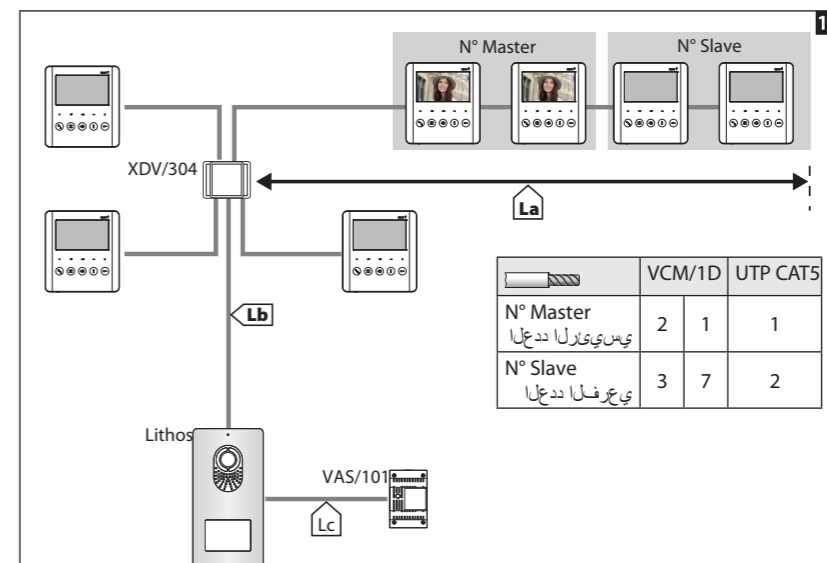 1
N° Master
N° Slave
XDV/304
La
VCM/1D
UTP CAT5
N° Master
العدد الرئيسي
2
1
1
N° Slave
العدد الفرعي
3
7
2
Lb
Lithos
VAS/101
Lc